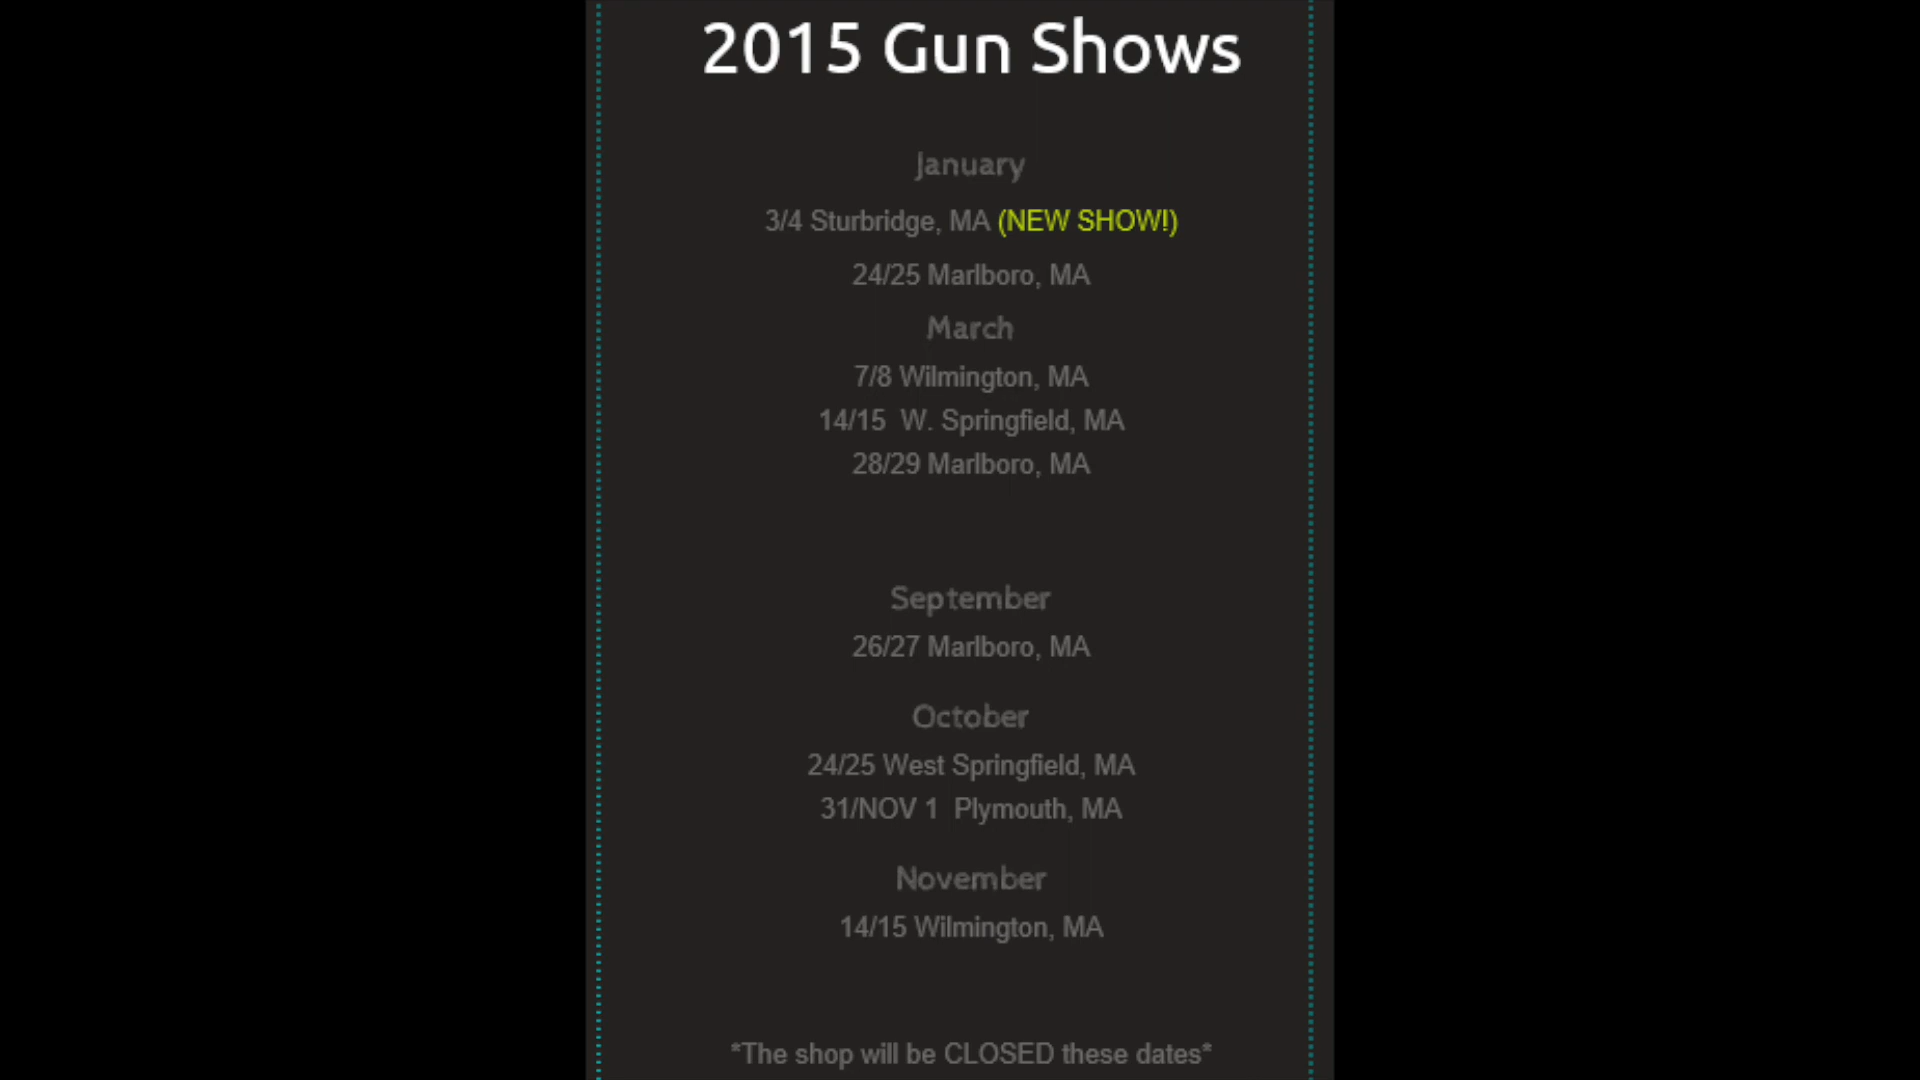 2015 Gun Shows
January
3/4 Sturbridge, MA (NEW SHOW!)
24/25 Marlboro, MA
March
7/8 Wilmington, MA
14/15  W. Springfield, MA
28/29 Marlboro, MA
September
26/27 Marlboro, MA
October
24/25 West Springfield, MA
31/NOV 1  Plymouth, MA
November
14/15 Wilmington, MA
*The shop will be CLOSED these dates*